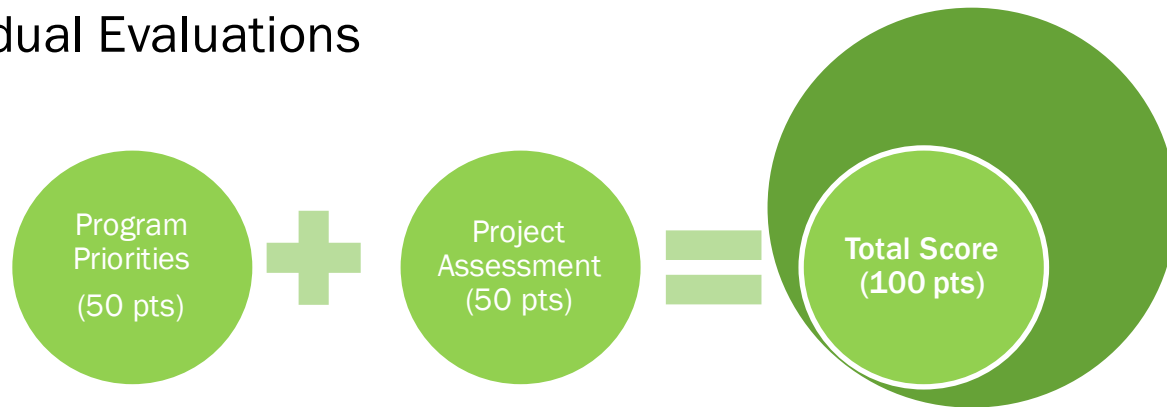 dual Evaluations
Program
Priorities
(50 pts)
Project
Assessment
(50 pts)
Total Score
(100 pts)